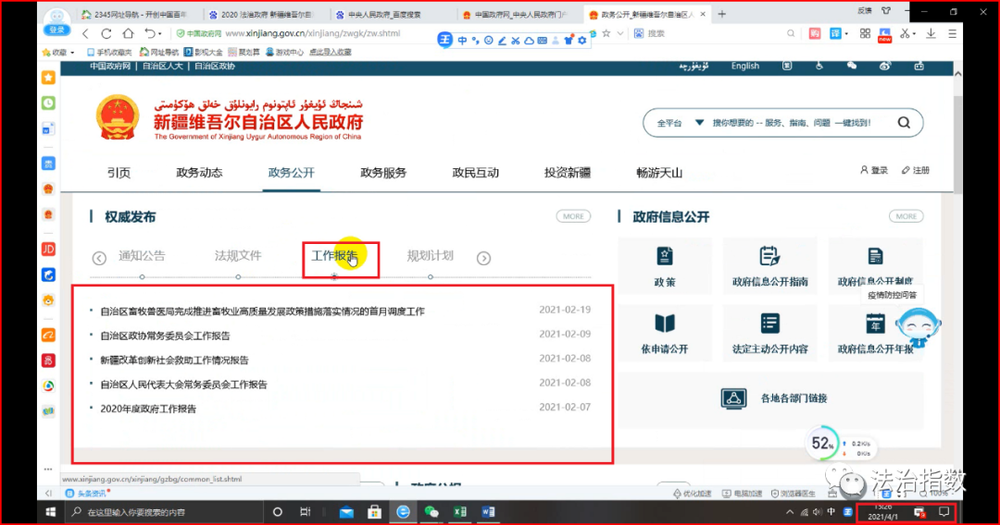 2345网址导航 - 开创中国百年
2020 法治政府 新疆维吾尔自
中央人民政府_百度搜索
中国政府网_中央人民政府门户
政务公开_新疆维吾尔自治区人
反馈
登录
中国政府网 www.xinjiang.gov.cn/xinjiang/zwgk/zw.shtml
王 中
搜索
译
new
收藏 手机收藏夹 网址导航 影视大全 聚划算 游戏中心 点此导入收藏
中国政府网 | 自治区人大 | 自治区政协
ئۇيغۇرچە English
شىنجاڭ ئۇيغۇر ئاپتونوم رايونلۇق خەلق ھۆكۈمىتى
新疆维吾尔自治区人民政府
The Government of Xinjiang Uygur Autonomous Region of China
全平台 搜你想要的 -- 服务、指南、问题 一键找到!
引页 政务动态 政务公开 政务服务 政民互动 投资新疆 畅游天山
登录 注册
权威发布 MORE
通知公告 法规文件 工作报告 规划计划
自治区畜牧兽医局完成推进畜牧业高质量发展政策措施落实情况的首月调度工作 2021-02-19
自治区政协常务委员会工作报告 2021-02-09
新疆改革创新社会救助工作情况报告 2021-02-08
自治区人民代表大会常务委员会工作报告 2021-02-08
2020年度政府工作报告 2021-02-07
政府信息公开 MORE
政策 政府信息公开指南 政府信息公开制度
疫情防控问答
依申请公开 法定主动公开内容 政府信息公开年报
年
各地各部门链接
JD
52%
0.2K/s
0K/s
www.xinjiang.gov.cn/xinjiang/gzbg/common_list.shtml
头条资讯
优化加速 电脑加速 浏览器医生
100%
法治指数
在这里输入你要搜索的内容
中
15:26
2021/4/1